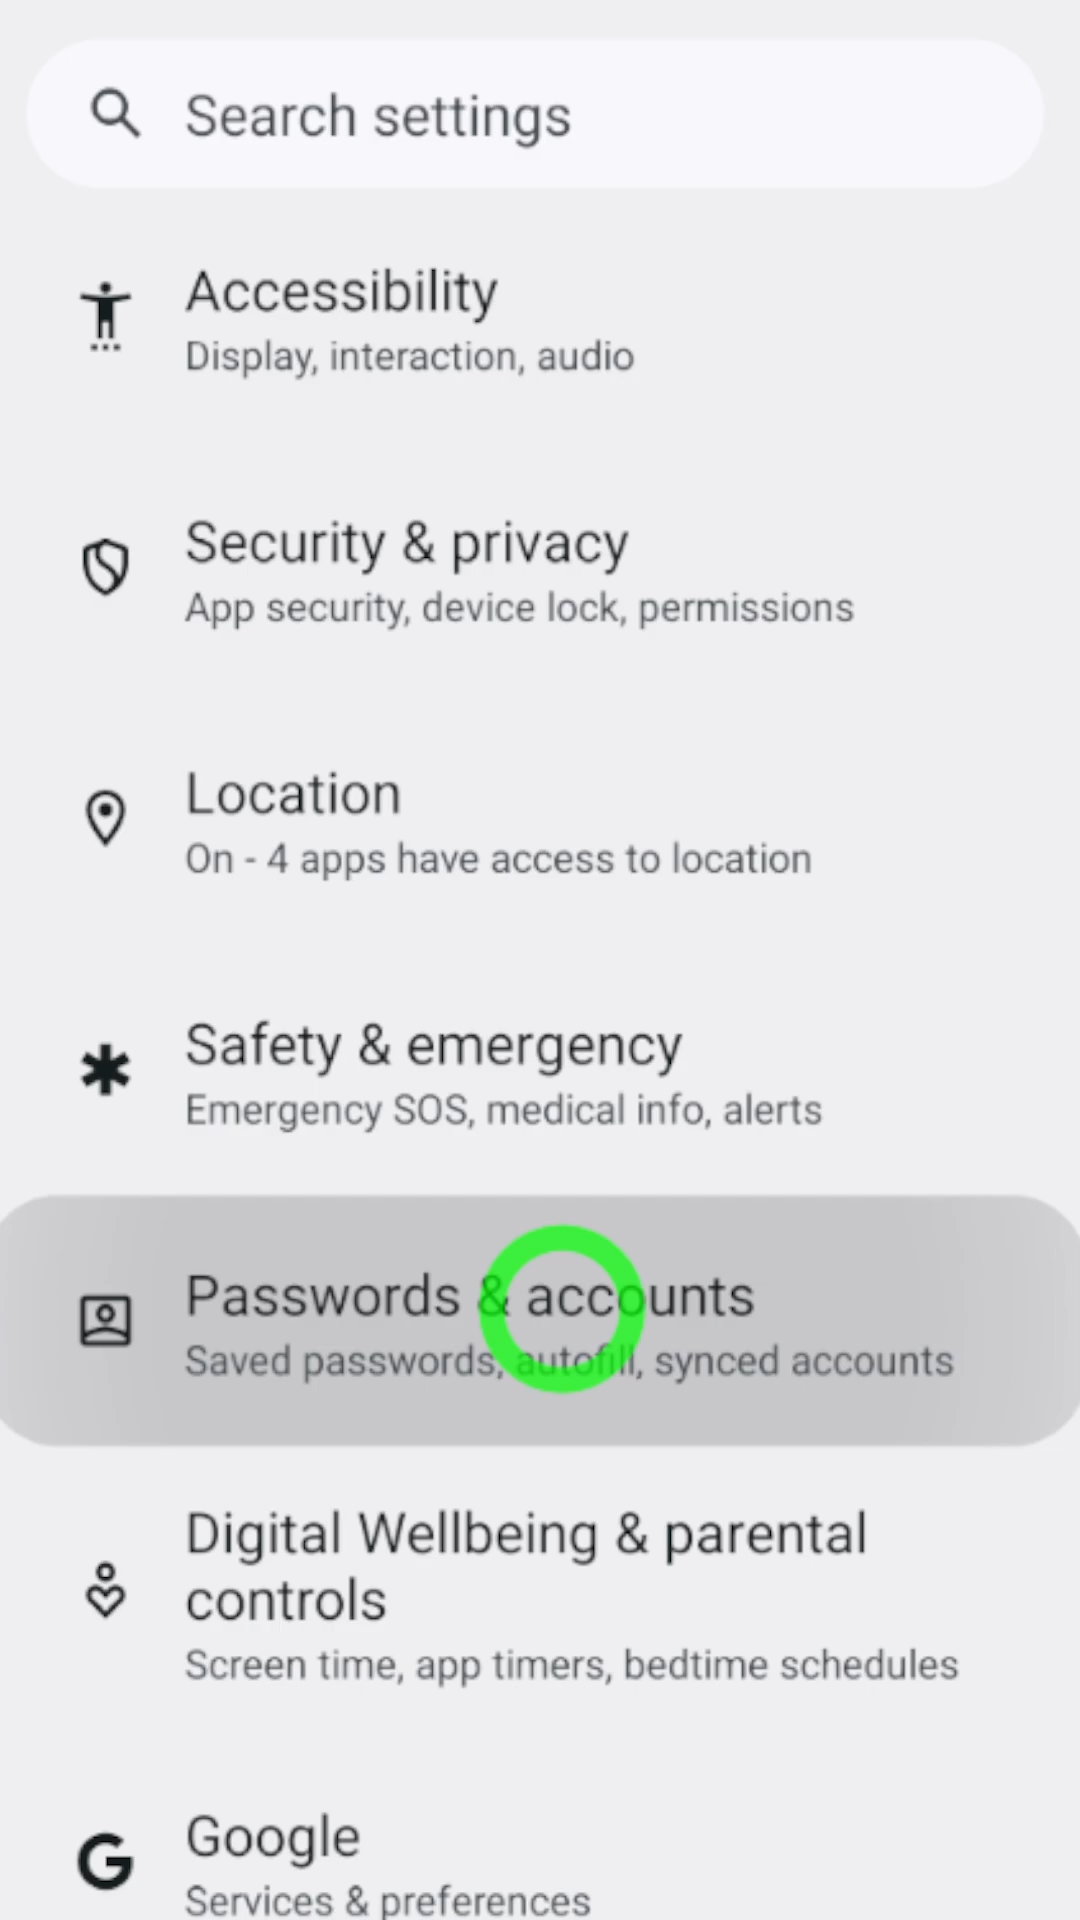 Search settings
Accessibility
Display, interaction, audio
Security & privacy
App security, device lock, permissions
Location
On - 4 apps have access to location
Safety & emergency
Emergency SOS, medical info, alerts
Passwords & accounts
Saved passwords, autofill, synced accounts
Digital Wellbeing & parental
controls
Screen time, app timers, bedtime schedules
Google
Services & preferences